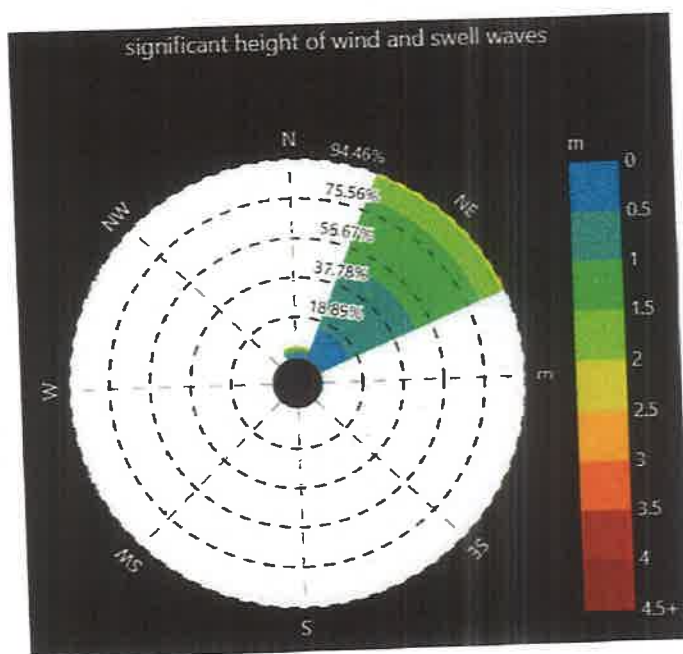 significant height of wind and swell waves
N
94.46%
m
0
75.56%
NW
NE
0.5
56.67%
1
37.78%
1.5
18.89%
2
W
E
2.5
3
3.5
SW
SE
4
4.5+
S